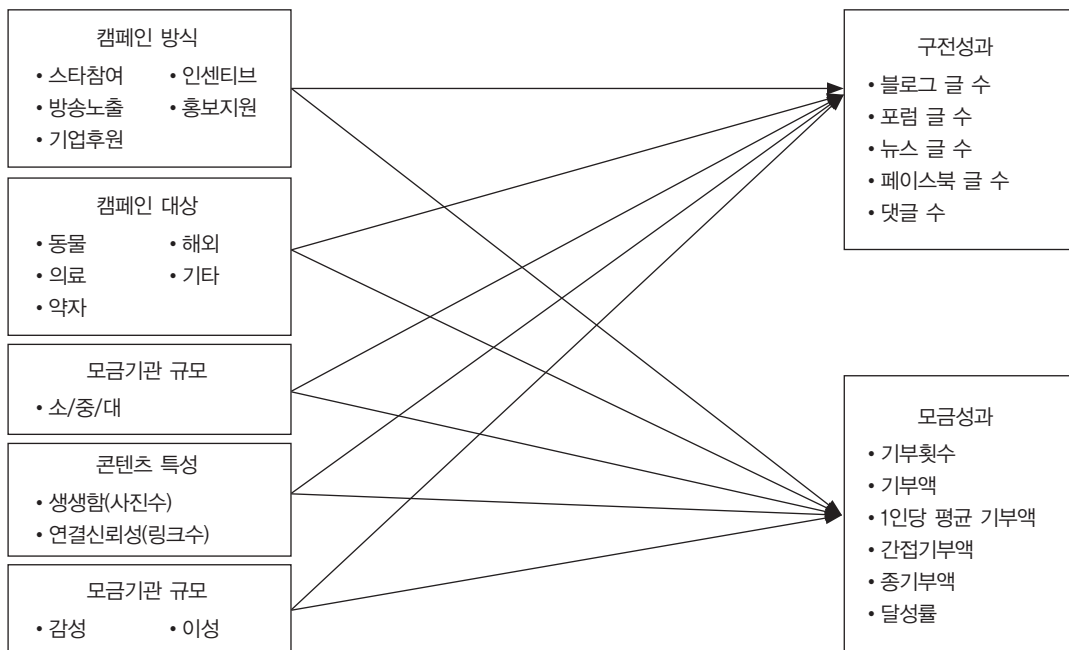 캠페인 방식
• 스타참여 • 인센티브
• 방송노출 • 홍보지원
• 기업후원
캠페인 대상
• 동물 • 해외
• 의료 • 기타
• 약자
모금기관 규모
• 소/중/대
콘텐츠 특성
• 생생함(사진수)
• 연결신뢰성(링크수)
모금기관 규모
• 감성 • 이성
구전성과
• 블로그 글 수
• 포럼 글 수
• 뉴스 글 수
• 페이스북 글 수
• 댓글 수
모금성과
• 기부횟수
• 기부액
• 1인당 평균 기부액
• 간접기부액
• 종기부액
• 달성률